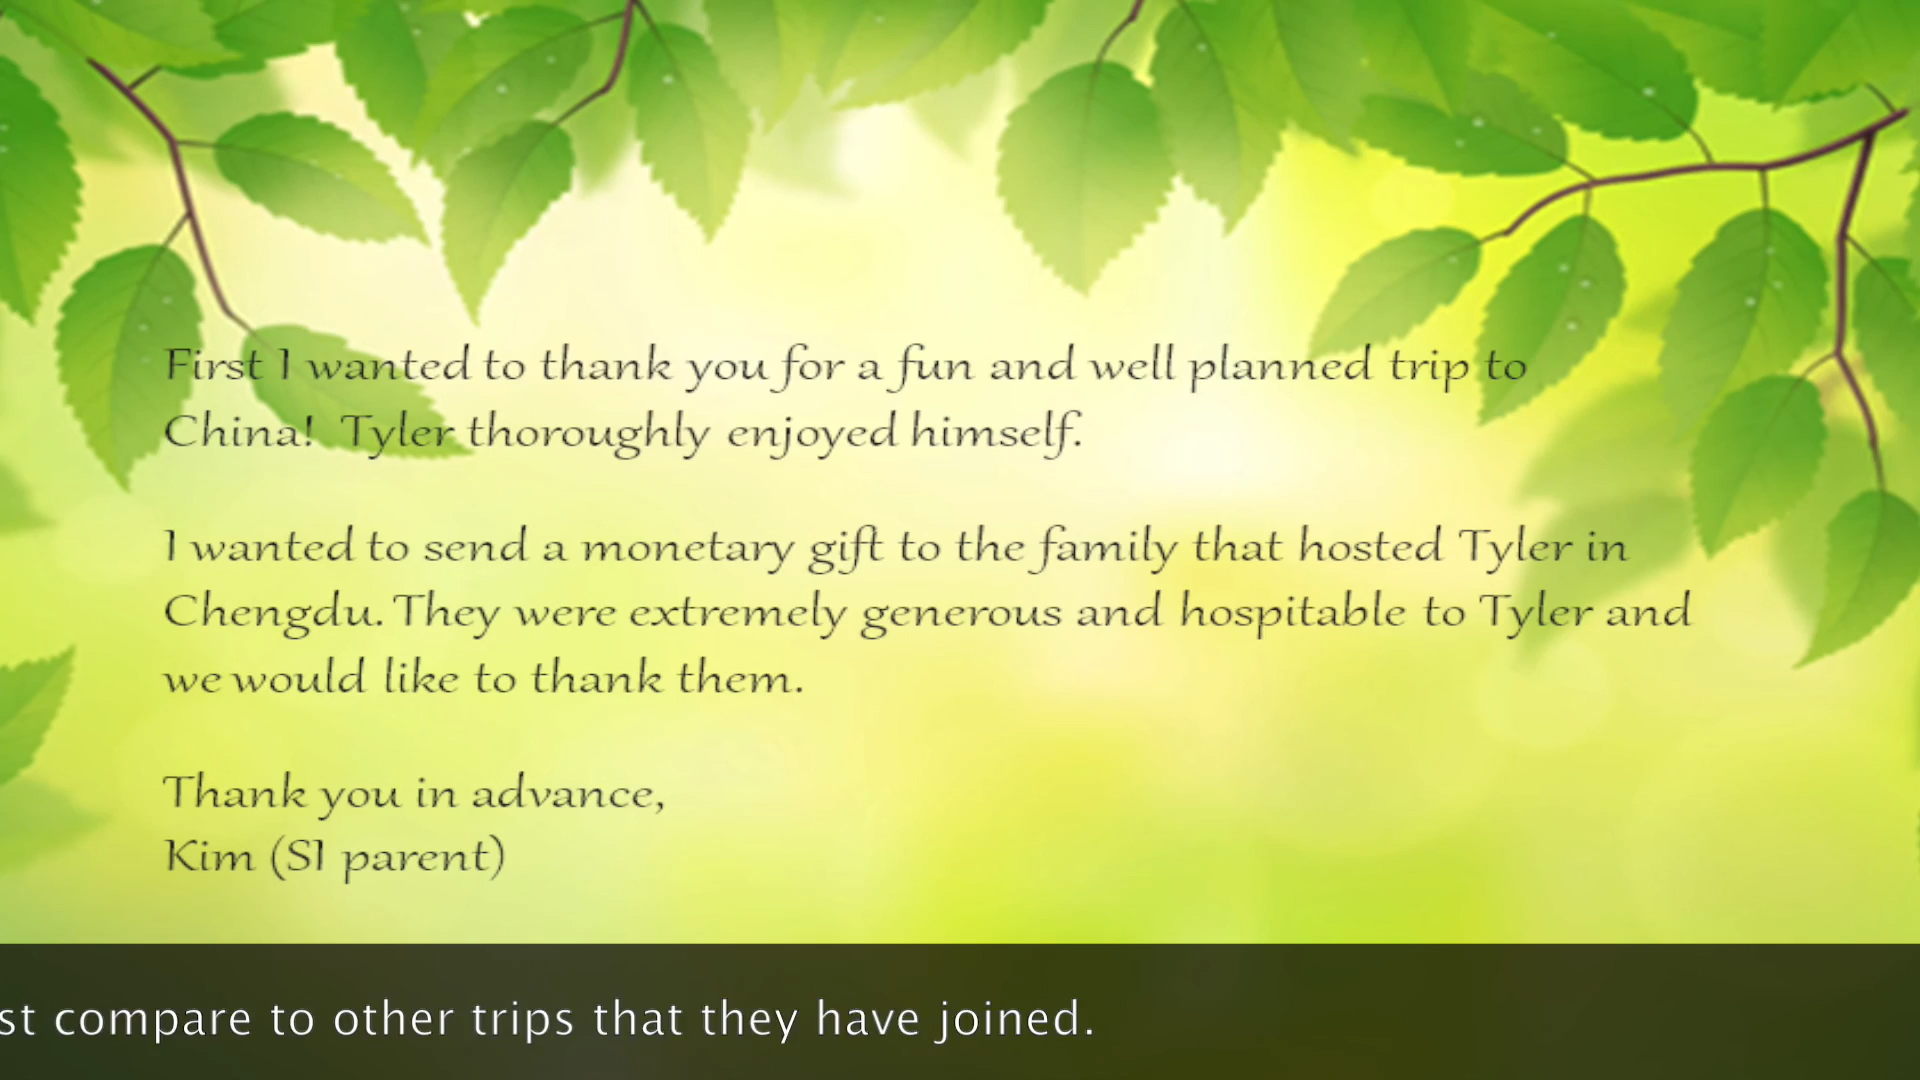 First I wanted to thank you for a fun and well planned trip to
China! Tyler thoroughly enjoyed himself.
I wanted to send a monetary gift to the family that hosted Tyler in
Chengdu. They were extremely generous and hospitable to Tyler and
we would like to thank them.
Thank you in advance,
Kim (SI parent)
st compare to other trips that they have joined.